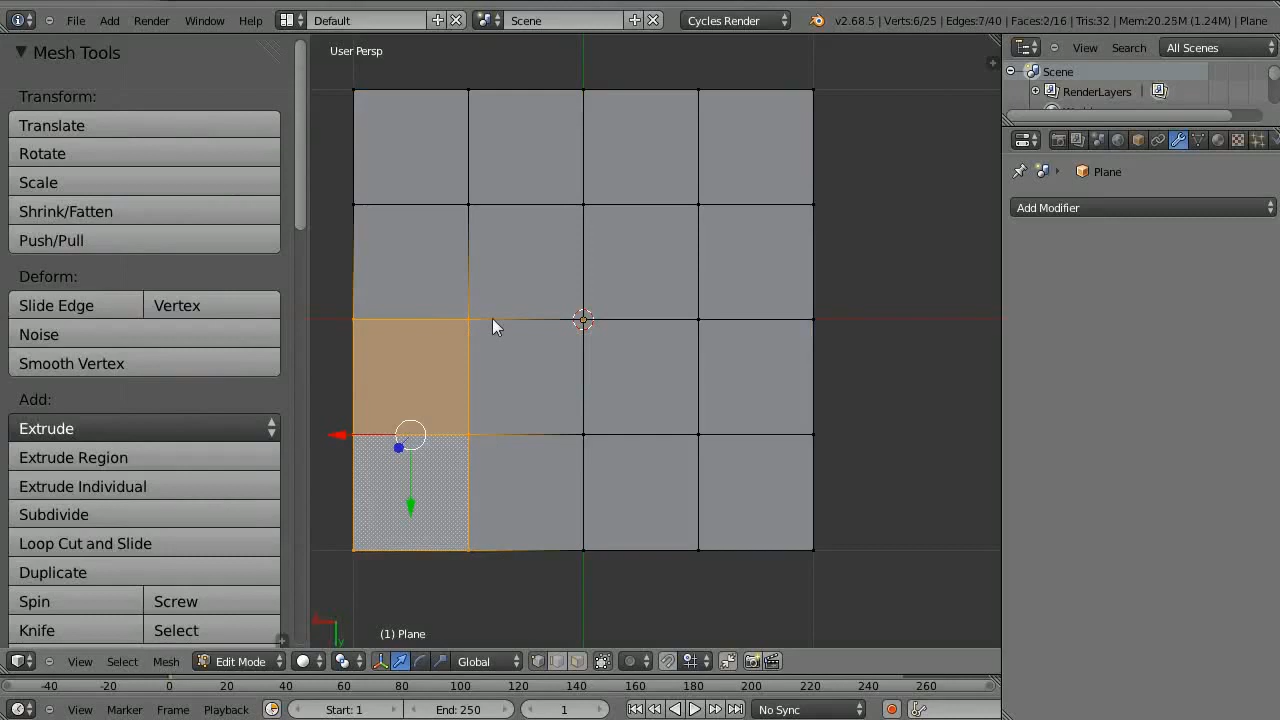 File Add Render Window Help Default Scene Cycles Render v2.68.5 | Verts:6/25 | Edges:7/40 | Faces:2/16 | Tris:32 | Mem:20.25M (1.24M) | Plane
Mesh Tools
Transform:
Translate
Rotate
Scale
Shrink/Fatten
Push/Pull
Deform:
Slide Edge Vertex
Noise
Smooth Vertex
Add:
Extrude
Extrude Region
Extrude Individual
Subdivide
Loop Cut and Slide
Duplicate
Spin Screw
Knife Select
User Persp
y
(1) Plane
View Search All Scenes
Scene
RenderLayers
Plane
Add Modifier
View Select Mesh Edit Mode Global
-40 -20 0 20 40 60 80 100 120 140 160 180 200 220 240 260
View Marker Frame Playback Start: 1 End: 250 1 No Sync